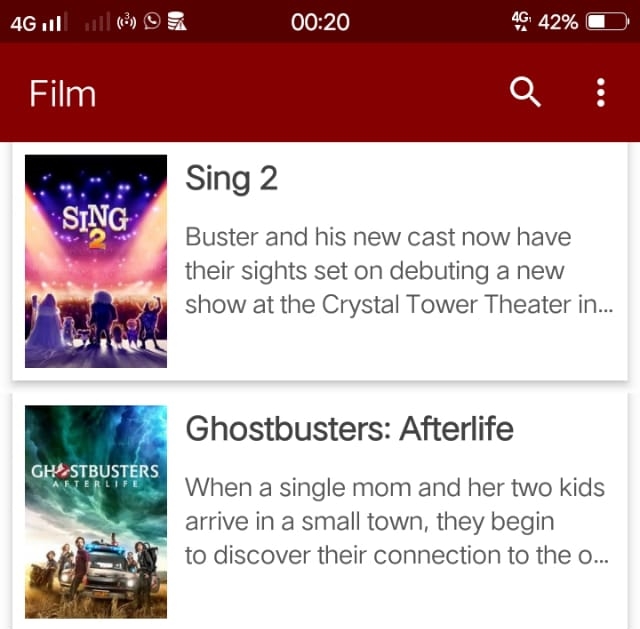 4G 00:20 4G 42%
Film
SING
2
Sing 2
Buster and his new cast now have
their sights set on debuting a new
show at the Crystal Tower Theater in...
GHOSTBUSTERS
AFTERLIFE
Ghostbusters: Afterlife
When a single mom and her two kids
arrive in a small town, they begin
to discover their connection to the o...